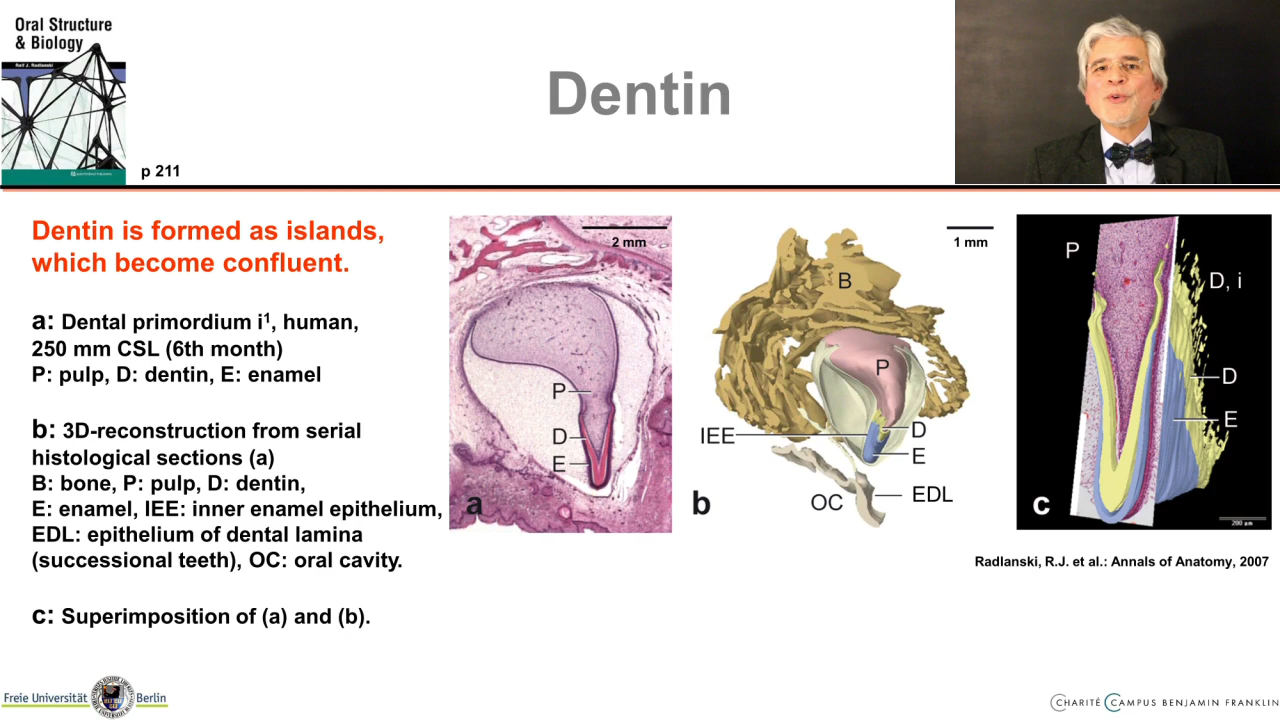 Oral Structure
& Biology
Ralf J. Radlanski
p 211
Dentin
Dentin is formed as islands,
which become confluent.
a: Dental primordium i¹, human,
250 mm CSL (6th month)
P: pulp, D: dentin, E: enamel
b: 3D-reconstruction from serial
histological sections (a)
B: bone, P: pulp, D: dentin,
E: enamel, IEE: inner enamel epithelium,
EDL: epithelium of dental lamina
(successional teeth), OC: oral cavity.
c: Superimposition of (a) and (b).
2 mm
P
D
E
a
1 mm
B
P
IEE
D
E
OC
EDL
b
P
D, i
D
E
c
200 µm
Radlanski, R.J. et al.: Annals of Anatomy, 2007
Freie Universität Berlin
CHARITÉ CAMPUS BENJAMIN FRANKLIN